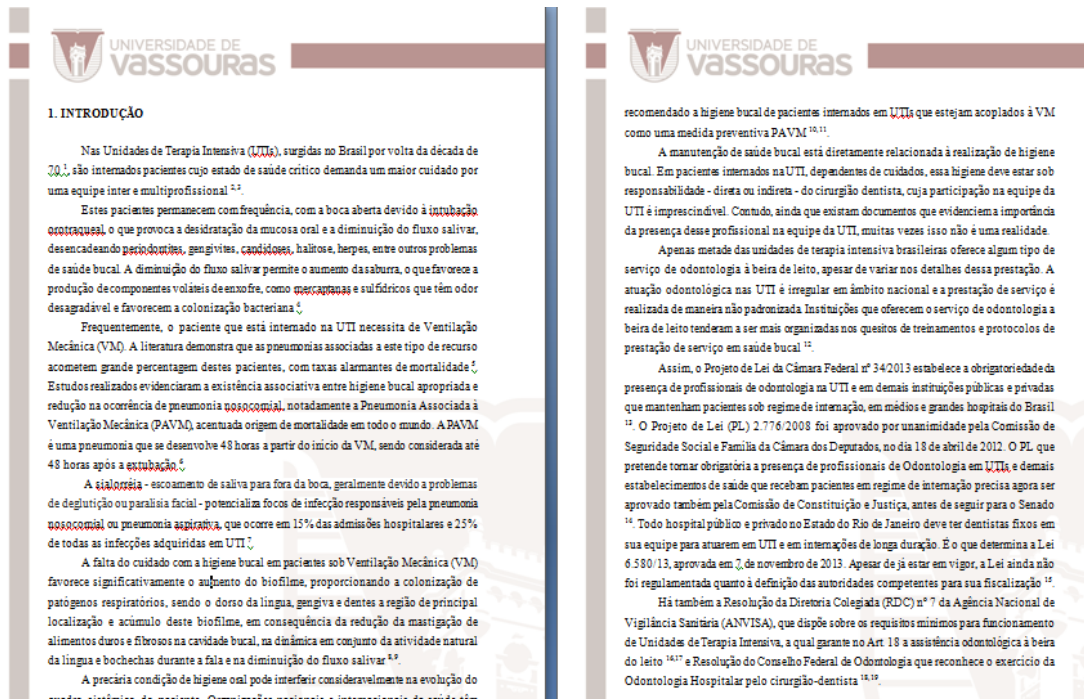 UNIVERSIDADE DE
VASSOURAS
1. INTRODUÇÃO
Nas Unidades de Terapia Intensiva (UTIs), surgidas no Brasil por volta da década de
70,¹, são internados pacientes cujo estado de saúde crítico demanda um maior cuidado por
uma equipe inter e multiprofissional ²,³.
Estes pacientes permanecem com frequência, com a boca aberta devido à intubação
orotraqueal, o que provoca a desidratação da mucosa oral e a diminuição do fluxo salivar,
desencadeando periodontites, gengivites, candidoses, halitose, herpes, entre outros problemas
de saúde bucal. A diminuição do fluxo salivar permite o aumento da saburra, o que favorece a
produção de componentes voláteis de enxofre, como mercaptanas e sulfídricos que têm odor
desagradável e favorecem a colonização bacteriana ⁴.
Frequentemente, o paciente que está internado na UTI necessita de Ventilação
Mecânica (VM). A literatura demonstra que as pneumonias associadas a este tipo de recurso
acometem grande percentagem destes pacientes, com taxas alarmantes de mortalidade ⁵.
Estudos realizados evidenciaram a existência associativa entre higiene bucal apropriada e
redução na ocorrência de pneumonia nosocomial, notadamente a Pneumonia Associada à
Ventilação Mecânica (PAVM), acentuada origem de mortalidade em todo o mundo. A PAVM
é uma pneumonia que se desenvolve 48 horas a partir do início da VM, sendo considerada até
48 horas após a extubação ⁶.
A sialorréia - escoamento de saliva para fora da boca, geralmente devido a problemas
de deglutição ou paralisia facial - potencializa focos de infecção responsáveis pela pneumonia
nosocomial ou pneumonia aspirativa, que ocorre em 15% das admissões hospitalares e 25%
de todas as infecções adquiridas em UTI ⁷.
A falta do cuidado com a higiene bucal em pacientes sob Ventilação Mecânica (VM)
favorece significativamente o aumento do biofilme, proporcionando a colonização de
patógenos respiratórios, sendo o dorso da língua, gengiva e dentes a região de principal
localização e acúmulo deste biofilme, em consequência da redução da mastigação de
alimentos duros e fibrosos na cavidade bucal, na dinâmica em conjunto da atividade natural
da língua e bochechas durante a fala e na diminuição do fluxo salivar ⁸,⁹.
A precária condição de higiene oral pode interferir consideravelmente na evolução do
UNIVERSIDADE DE
VASSOURAS
recomendado a higiene bucal de pacientes internados em UTIs que estejam acoplados à VM
como uma medida preventiva PAVM ¹⁰,¹¹.
A manutenção de saúde bucal está diretamente relacionada à realização de higiene
bucal. Em pacientes internados na UTI, dependentes de cuidados, essa higiene deve estar sob
responsabilidade - direta ou indireta - do cirurgião dentista, cuja participação na equipe da
UTI é imprescindível. Contudo, ainda que existam documentos que evidenciem a importância
da presença desse profissional na equipe da UTI, muitas vezes isso não é uma realidade.
Apenas metade das unidades de terapia intensiva brasileiras oferece algum tipo de
serviço de odontologia à beira de leito, apesar de variar nos detalhes dessa prestação. A
atuação odontológica nas UTI é irregular em âmbito nacional e a prestação de serviço é
realizada de maneira não padronizada. Instituições que oferecem o serviço de odontologia a
beira de leito tenderam a ser mais organizadas nos quesitos de treinamentos e protocolos de
prestação de serviço em saúde bucal ¹².
Assim, o Projeto de Lei da Câmara Federal nº 34/2013 estabelece a obrigatoriedade da
presença de profissionais de odontologia na UTI e em demais instituições públicas e privadas
que mantenham pacientes sob regime de internação, em médios e grandes hospitais do Brasil
¹³. O Projeto de Lei (PL) 2.776/2008 foi aprovado por unanimidade pela Comissão de
Seguridade Social e Família da Câmara dos Deputados, no dia 18 de abril de 2012. O PL que
pretende tornar obrigatória a presença de profissionais de Odontologia em UTIs, e demais
estabelecimentos de saúde que recebam pacientes em regime de internação precisa agora ser
aprovado também pela Comissão de Constituição e Justiça, antes de seguir para o Senado
¹⁴. Todo hospital público e privado no Estado do Rio de Janeiro deve ter dentistas fixos em
sua equipe para atuarem em UTI e em internações de longa duração. É o que determina a Lei
6.580/13, aprovada em 7 de novembro de 2013. Apesar de já estar em vigor, a Lei ainda não
foi regulamentada quanto à definição das autoridades competentes para sua fiscalização ¹⁵.
Há também a Resolução da Diretoria Colegiada (RDC) nº 7 da Agência Nacional de
Vigilância Sanitária (ANVISA), que dispõe sobre os requisitos mínimos para funcionamento
de Unidades de Terapia Intensiva, a qual garante no Art. 18 a assistência odontológica à beira
do leito ¹⁶,¹⁷ e Resolução do Conselho Federal de Odontologia que reconhece o exercício da
Odontologia Hospitalar pelo cirurgião-dentista ¹⁸,¹⁹.